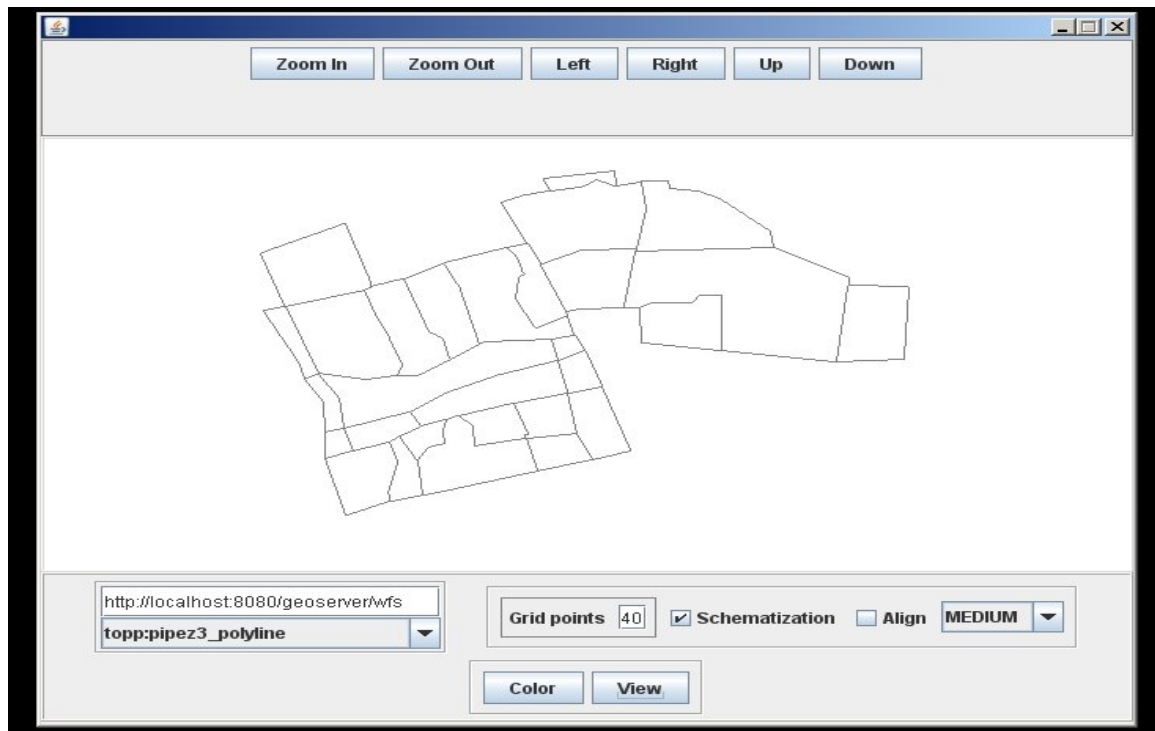 Zoom In Zoom Out Left Right Up Down
http://localhost:8080/geoserver/wfs
topp:pipez3_polyline
Grid points 40 Schematization Align MEDIUM
Color View